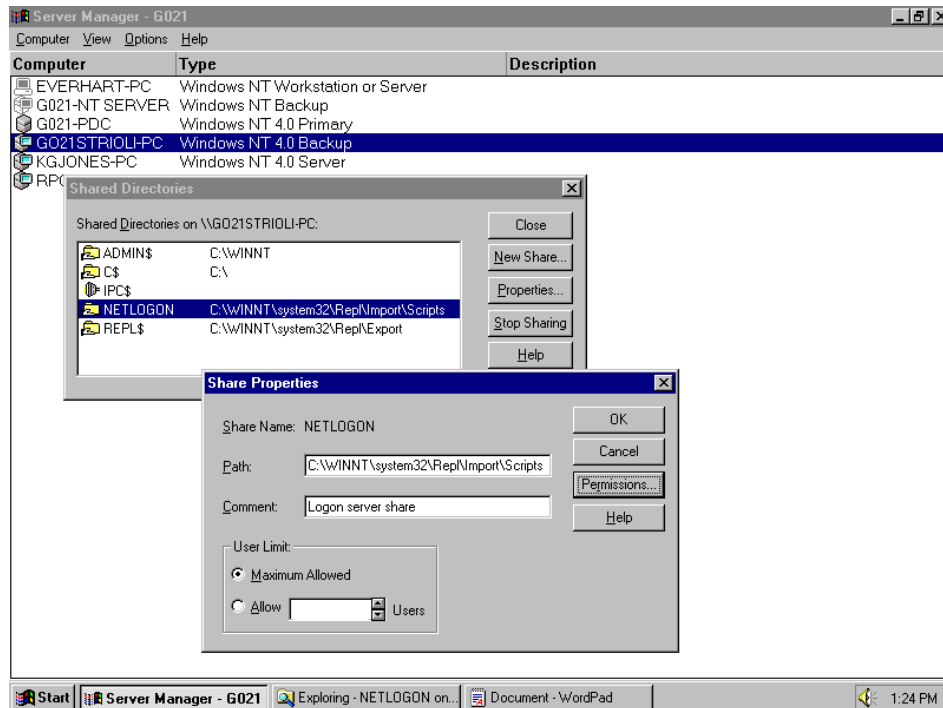 Server Manager - G021
Computer View Options Help
Computer Type Description
EVERHART-PC Windows NT Workstation or Server
G021-NT SERVER Windows NT Backup
G021-PDC Windows NT 4.0 Primary
GO21STRIOLI-PC Windows NT 4.0 Backup
KGJONES-PC Windows NT 4.0 Server
Shared Directories
Shared Directories on \\GO21STRIOLI-PC:
ADMIN$ C:\WINNT
C$ C:\
IPC$
NETLOGON C:\WINNT\system32\Repl\Import\Scripts
REPL$ C:\WINNT\system32\Repl\Export
Close
New Share...
Properties...
Stop Sharing
Help
Share Properties
Share Name: NETLOGON
Path: C:\WINNT\system32\Repl\Import\Scripts
Comment: Logon server share
User Limit:
Maximum Allowed
Allow Users
OK
Cancel
Permissions...
Help
Start Server Manager - G021 Exploring - NETLOGON on... Document - WordPad 1:24 PM